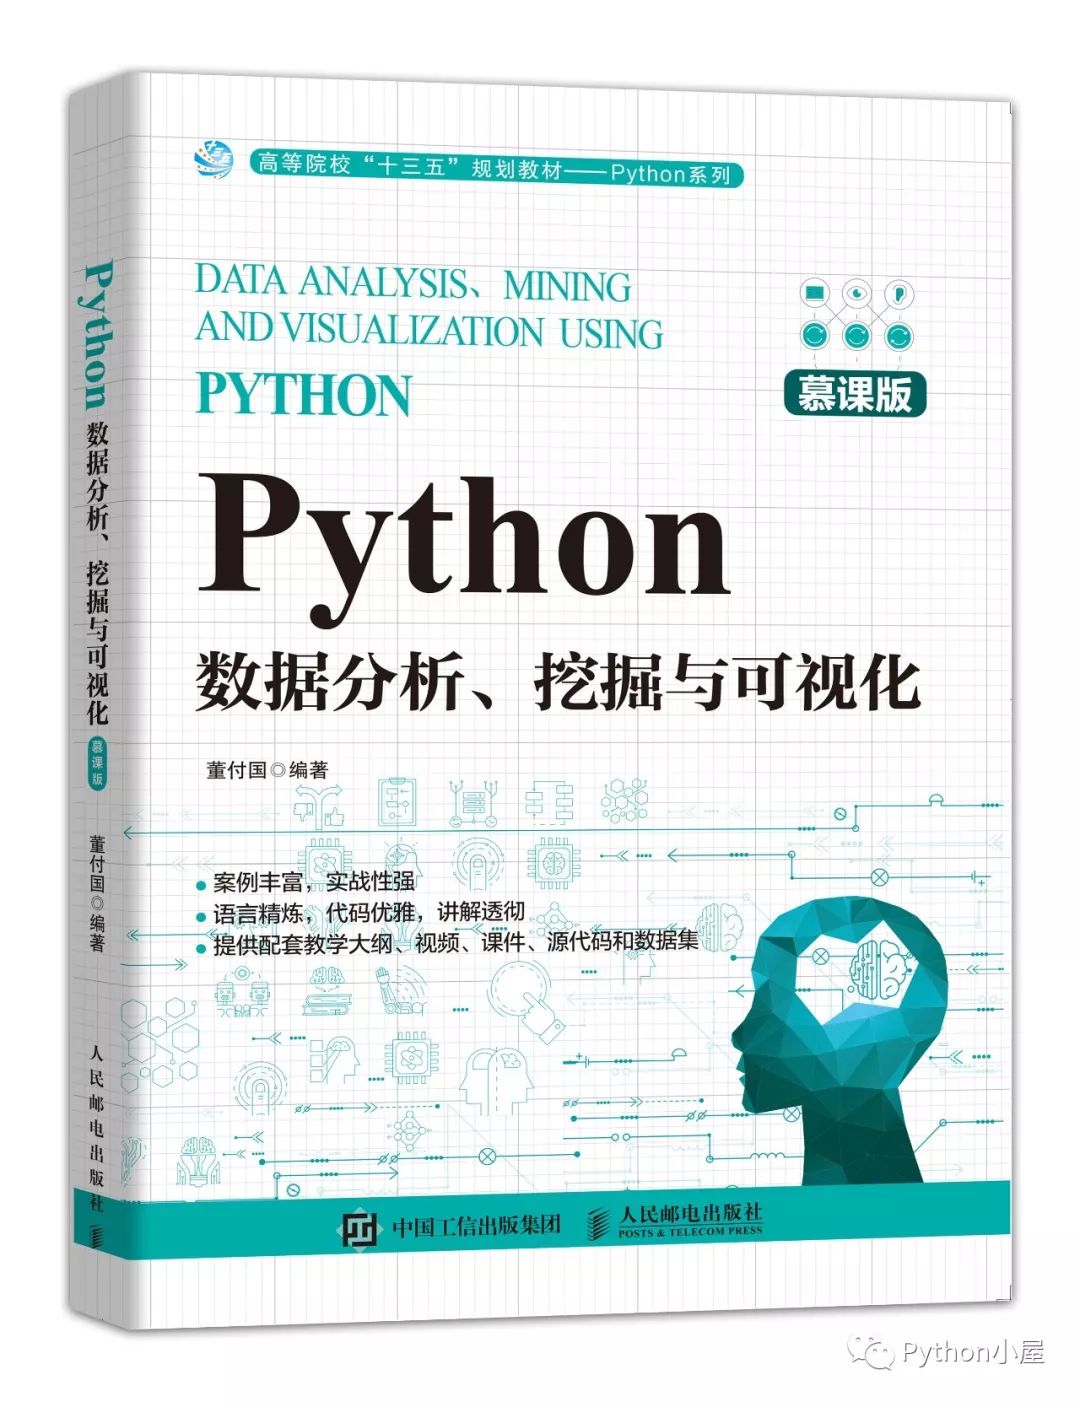 十三五
高等院校“十三五”规划教材——Python系列
DATA ANALYSIS、MINING
AND VISUALIZATION USING
PYTHON
慕课版
Python
数据分析、挖掘与可视化
董付国◎编著
案例丰富，实战性强
语言精炼，代码优雅，讲解透彻
提供配套教学大纲、视频、课件、源代码和数据集
中国工信出版集团
人民邮电出版社
POSTS & TELECOM PRESS
Python数据分析、挖掘与可视化
慕课版
董付国◎编著
人民邮电出版社
Python小屋